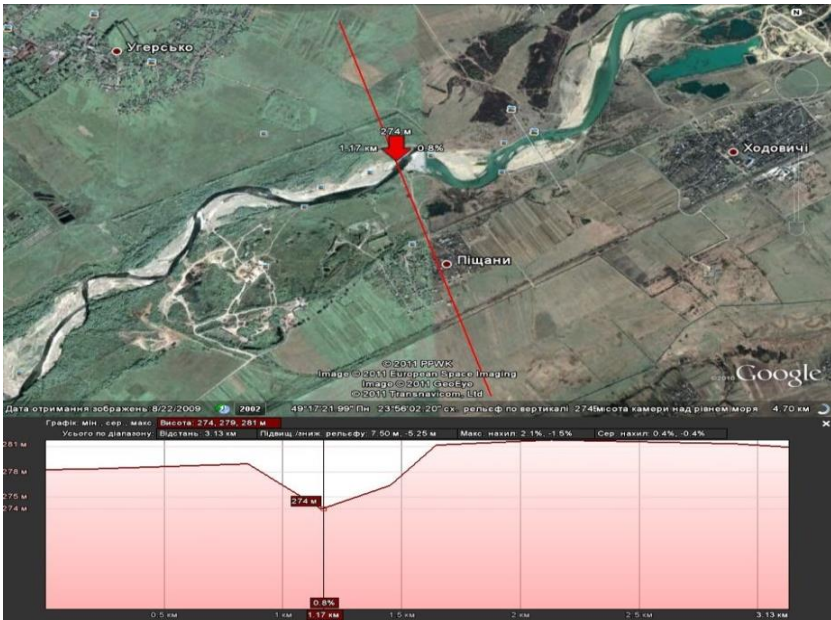 N
Угерсько
274 м
1.17 км
0.8%
Ходовичі
Піщани
© 2011 PPWK
Image © 2011 European Space Imaging
Image © 2011 GeoEye
© 2011 Transnavicom, Ltd
©2010 Google
Дата отримання зображень: 8/22/2009 2002 49°17'21.99" Пн 23°56'02.20" сх. рельєф по вертикалі 274 висота камери над рівнем моря 4.70 км
Графік: мін., сер., макс Висота: 274, 279, 281 м
Усього по діапазону: Відстань: 3.13 км Підвищ./зниж. рельєфу: 7.50 м, -5.25 м Макс. нахил: 2.1%, -1.5% Сер. нахил: 0.4%, -0.4%
281 м
278 м
275 м
274 м
274 м
0.8%
0.5 км 1 км 1.17 км 1.5 км 2 км 2.5 км 3.13 км